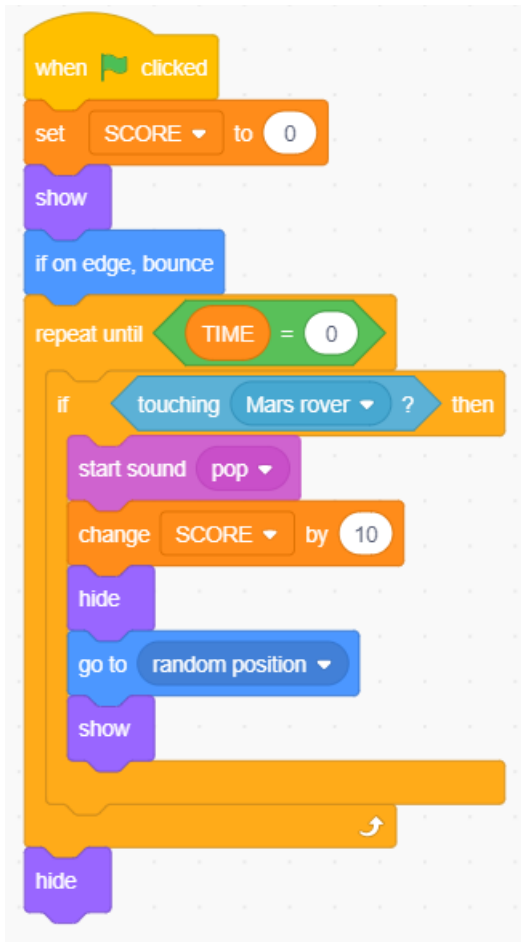 when clicked
set SCORE to 0
show
if on edge, bounce
repeat until TIME = 0
if touching Mars rover ? then
start sound pop
change SCORE by 10
hide
go to random position
show
hide